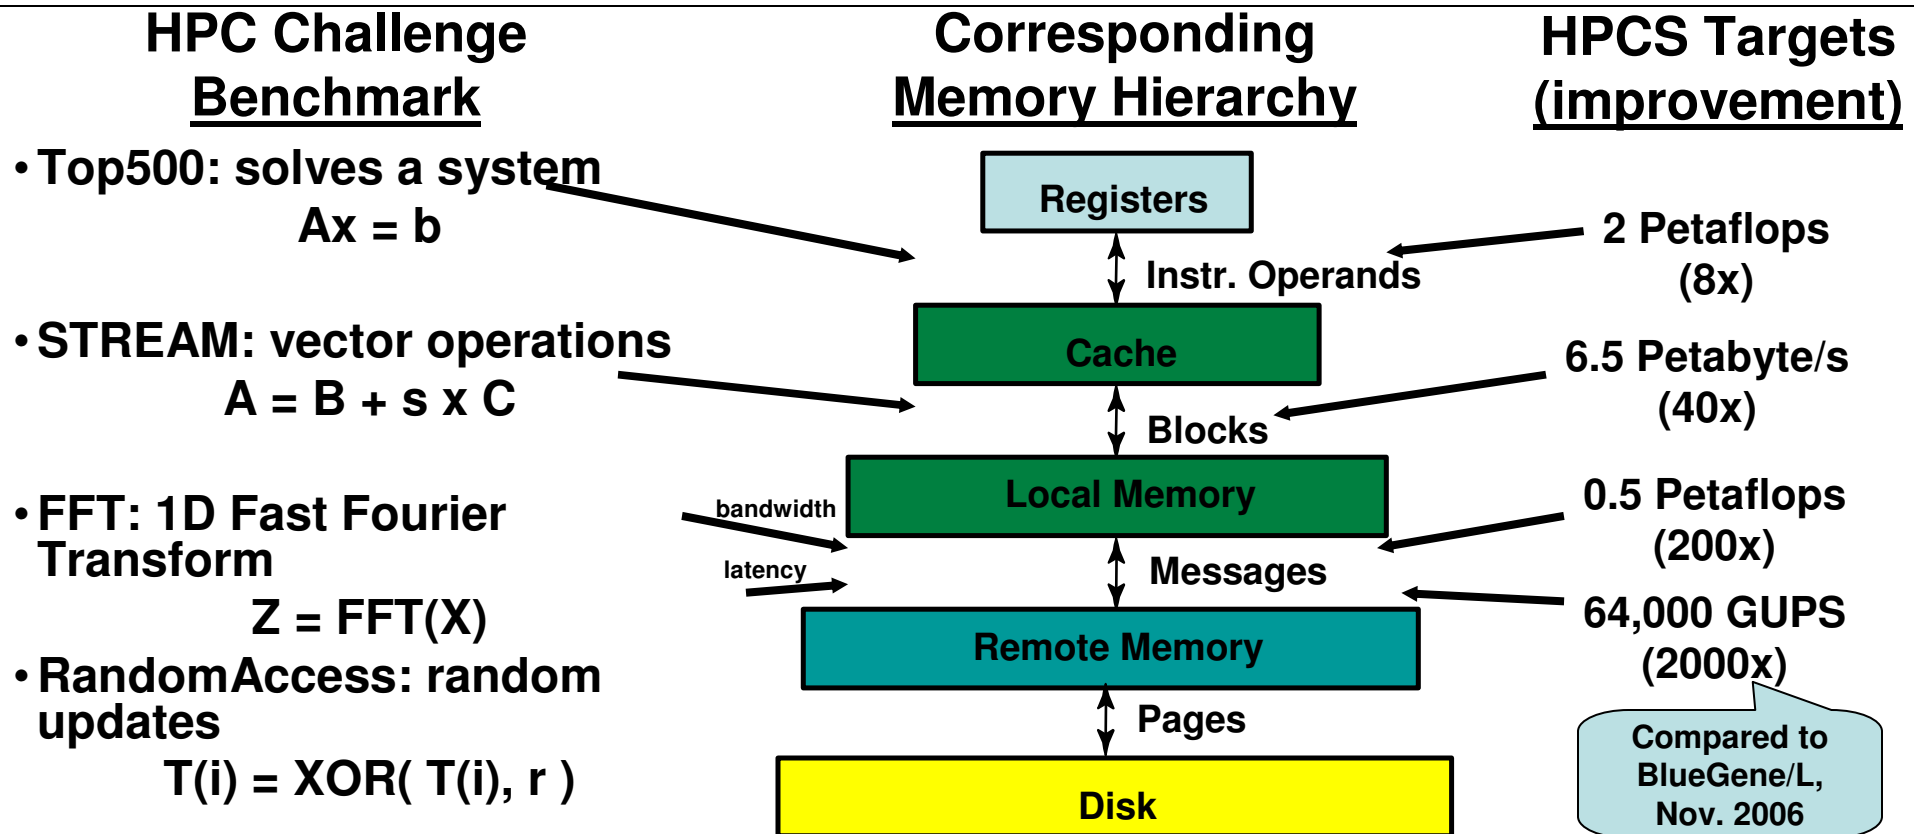 HPC Challenge
Benchmark
• Top500: solves a system
Ax = b
• STREAM: vector operations
A = B + s x C
• FFT: 1D Fast Fourier
Transform
Z = FFT(X)
• RandomAccess: random
updates
T(i) = XOR( T(i), r )
bandwidth
latency
Corresponding
Memory Hierarchy
Registers
Instr. Operands
Cache
Blocks
Local Memory
Messages
Remote Memory
Pages
Disk
HPCS Targets
(improvement)
2 Petaflops
(8x)
6.5 Petabyte/s
(40x)
0.5 Petaflops
(200x)
64,000 GUPS
(2000x)
Compared to
BlueGene/L,
Nov. 2006